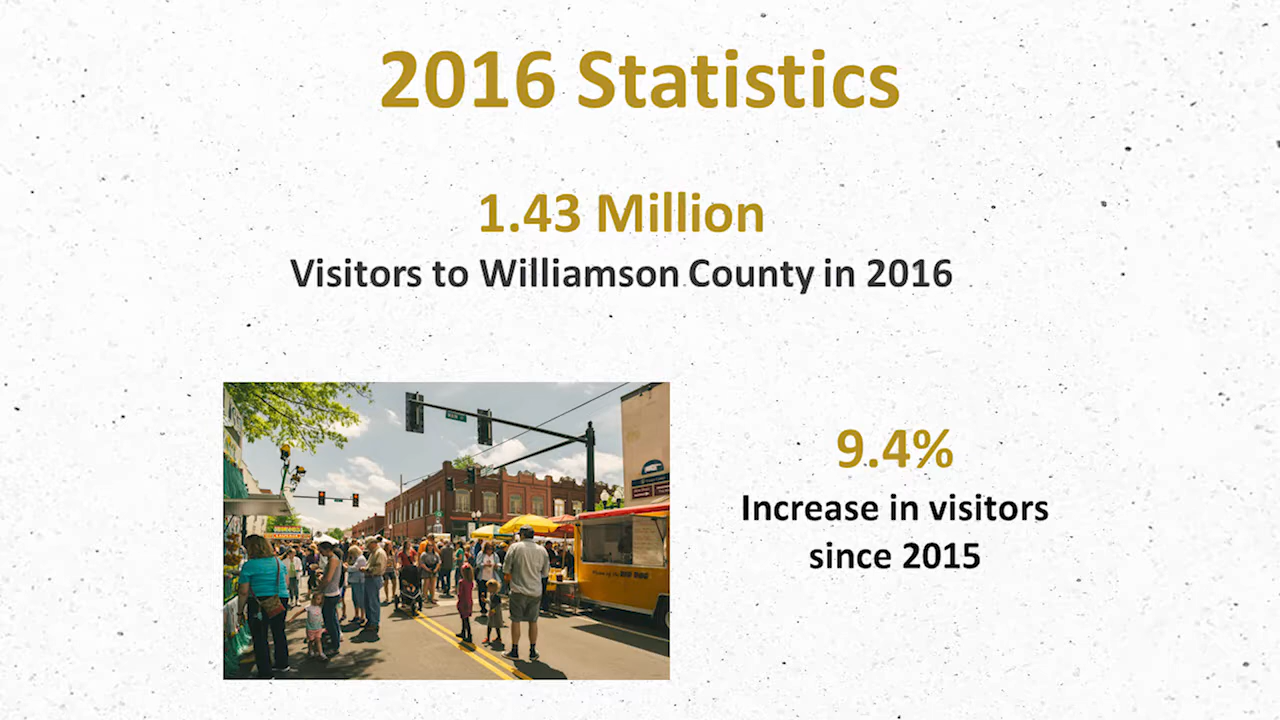 2016 Statistics
1.43 Million
Visitors to Williamson County in 2016
9.4%
Increase in visitors
since 2015